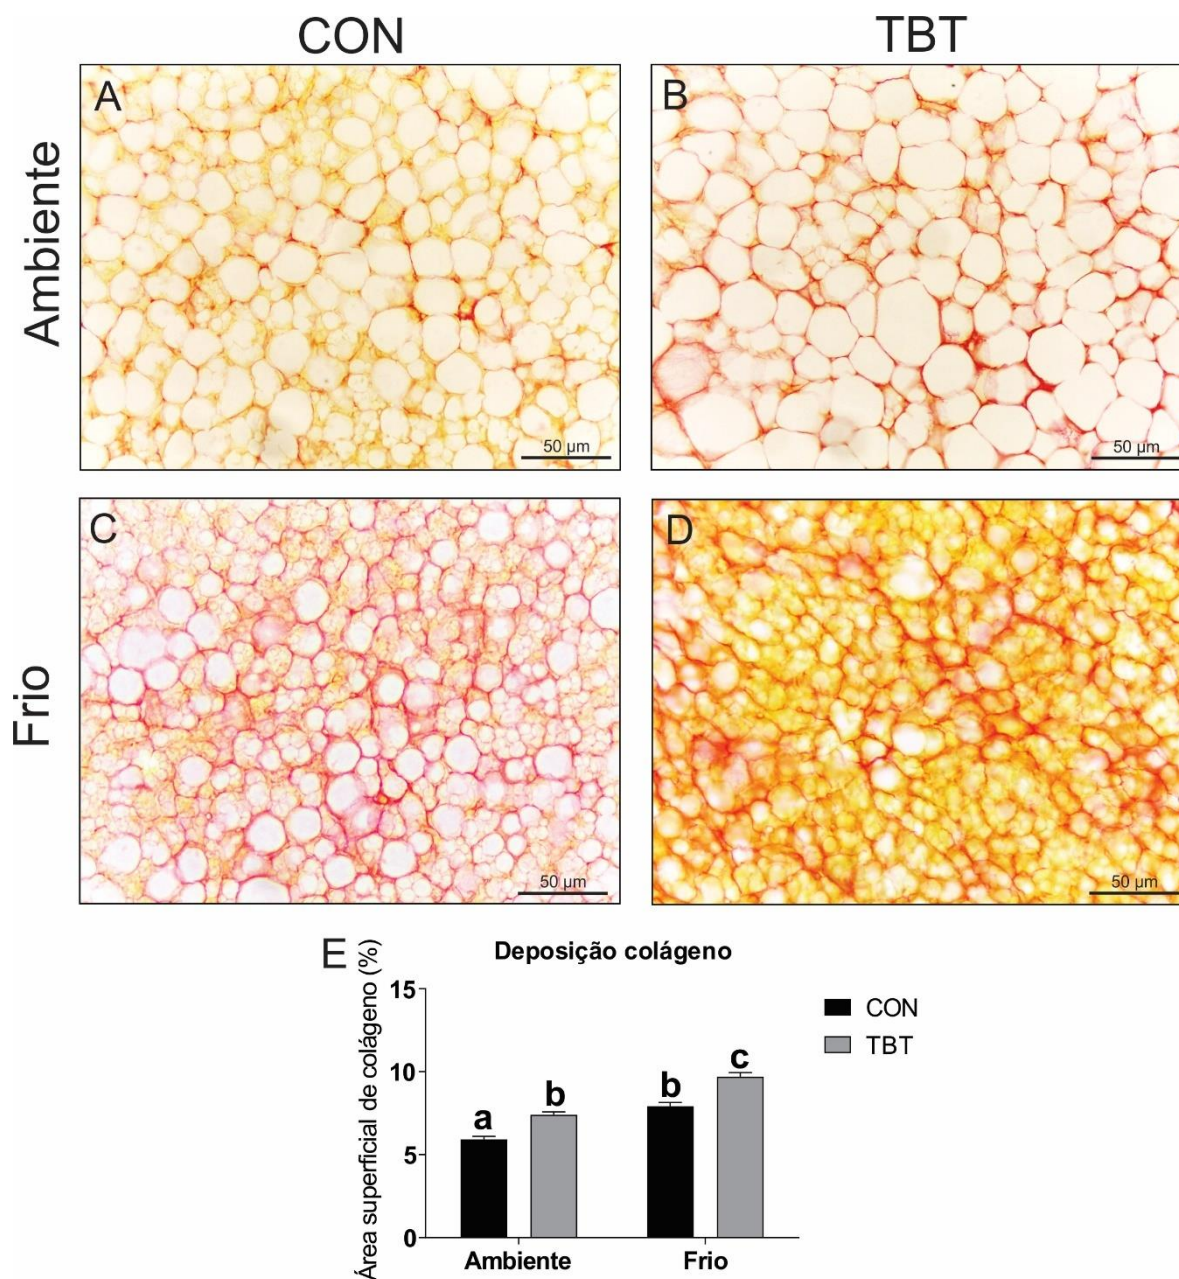 CON
TBT
Ambiente
A
50 µm
B
50 µm
Frio
C
50 µm
D
50 µm
E
Deposição colágeno
Área superficial de colágeno (%)
15
10
5
0
a
b
b
c
Ambiente
Frio
CON
TBT